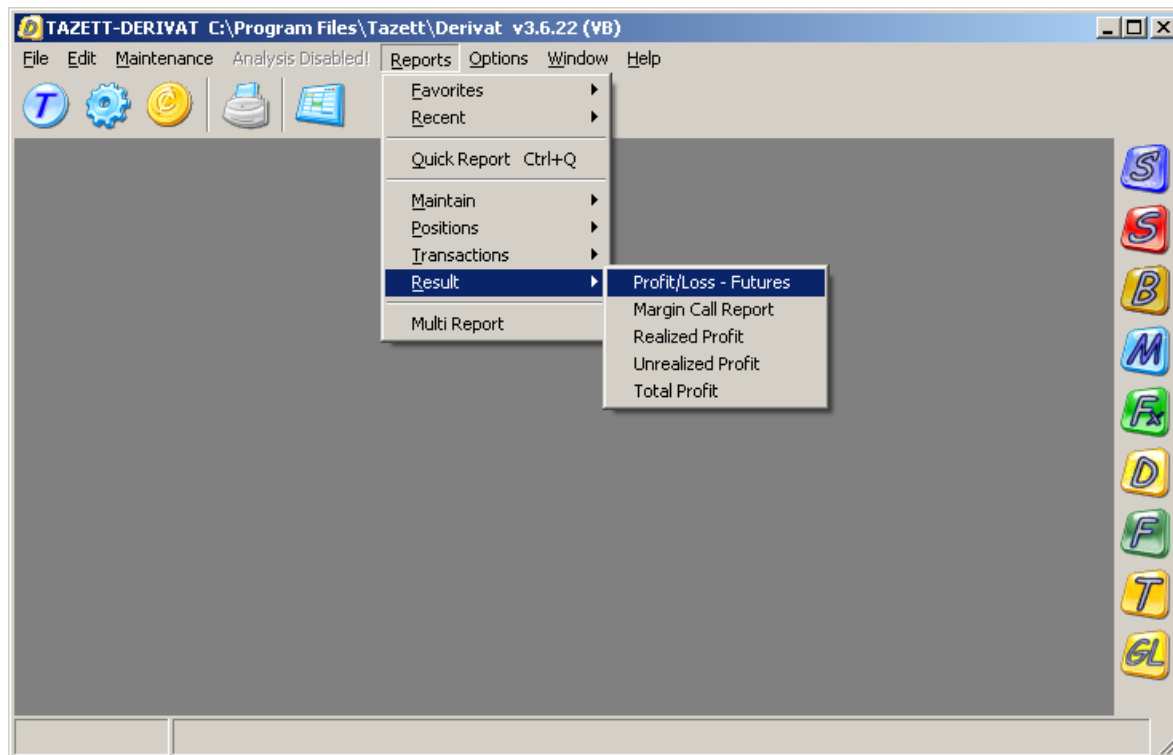 TAZETT-DERIVAT C:\Program Files\Tazett\Derivat v3.6.22 (VB)
File Edit Maintenance Analysis Disabled! Reports Options Window Help
T
Favorites
Recent
Quick Report Ctrl+Q
Maintain
Positions
Transactions
Result
Multi Report
Profit/Loss - Futures
Margin Call Report
Realized Profit
Unrealized Profit
Total Profit
S
S
B
M
Fx
D
F
T
GL